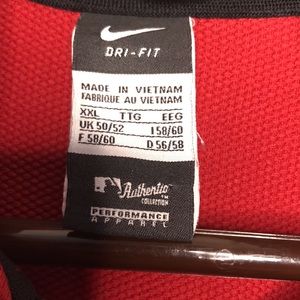 DRI-FIT
MADE IN VIETNAM
FABRIQUE AU VIETNAM
XXL TTG EEG
UK 50/52 I 58/60
F 58/60 D 56/58
Authentic
COLLECTION
PERFORMANCE
APPAREL